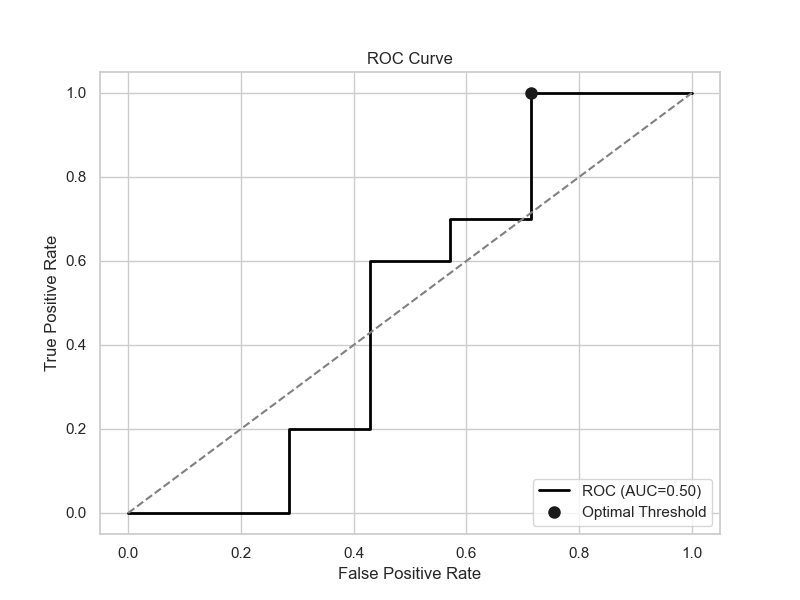 ROC Curve
True Positive Rate
1.0
0.8
0.6
0.4
0.2
0.0
0.0 0.2 0.4 0.6 0.8 1.0
False Positive Rate
ROC (AUC=0.50)
Optimal Threshold